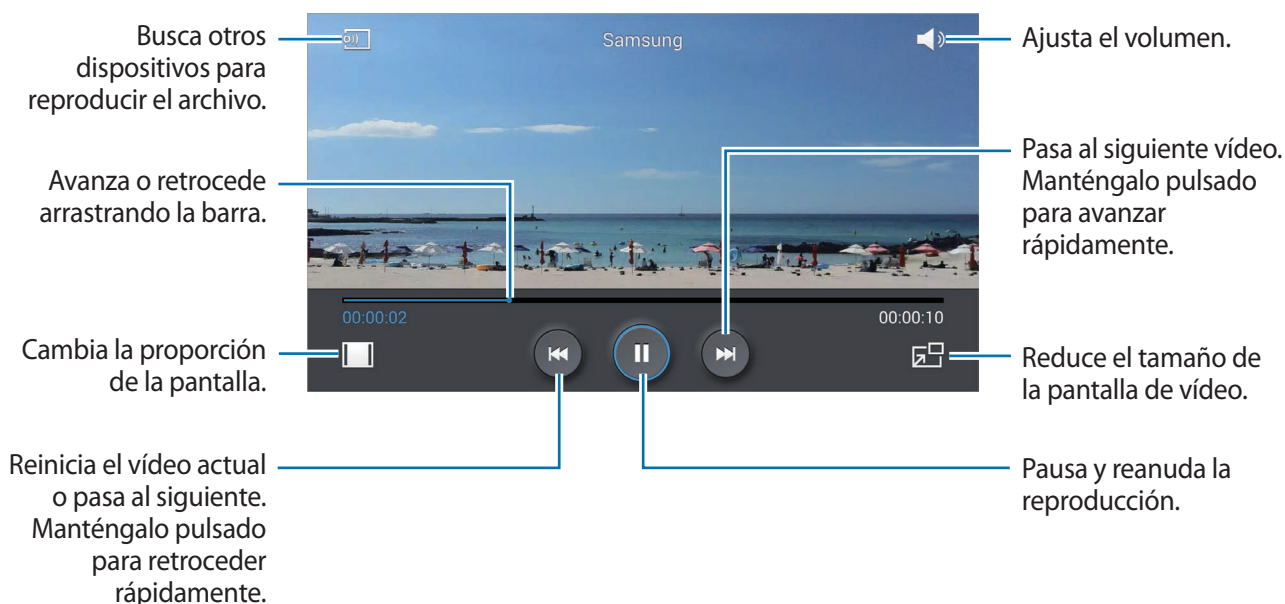 Busca otros
dispositivos para
reproducir el archivo.
Avanza o retrocede
arrastrando la barra.
Cambia la proporción
de la pantalla.
Reinicia el vídeo actual
o pasa al siguiente.
Manténgalo pulsado
para retroceder
rápidamente.
Samsung
00:00:02
00:00:10
Ajusta el volumen.
Pasa al siguiente vídeo.
Manténgalo pulsado
para avanzar
rápidamente.
Reduce el tamaño de
la pantalla de vídeo.
Pausa y reanuda la
reproducción.